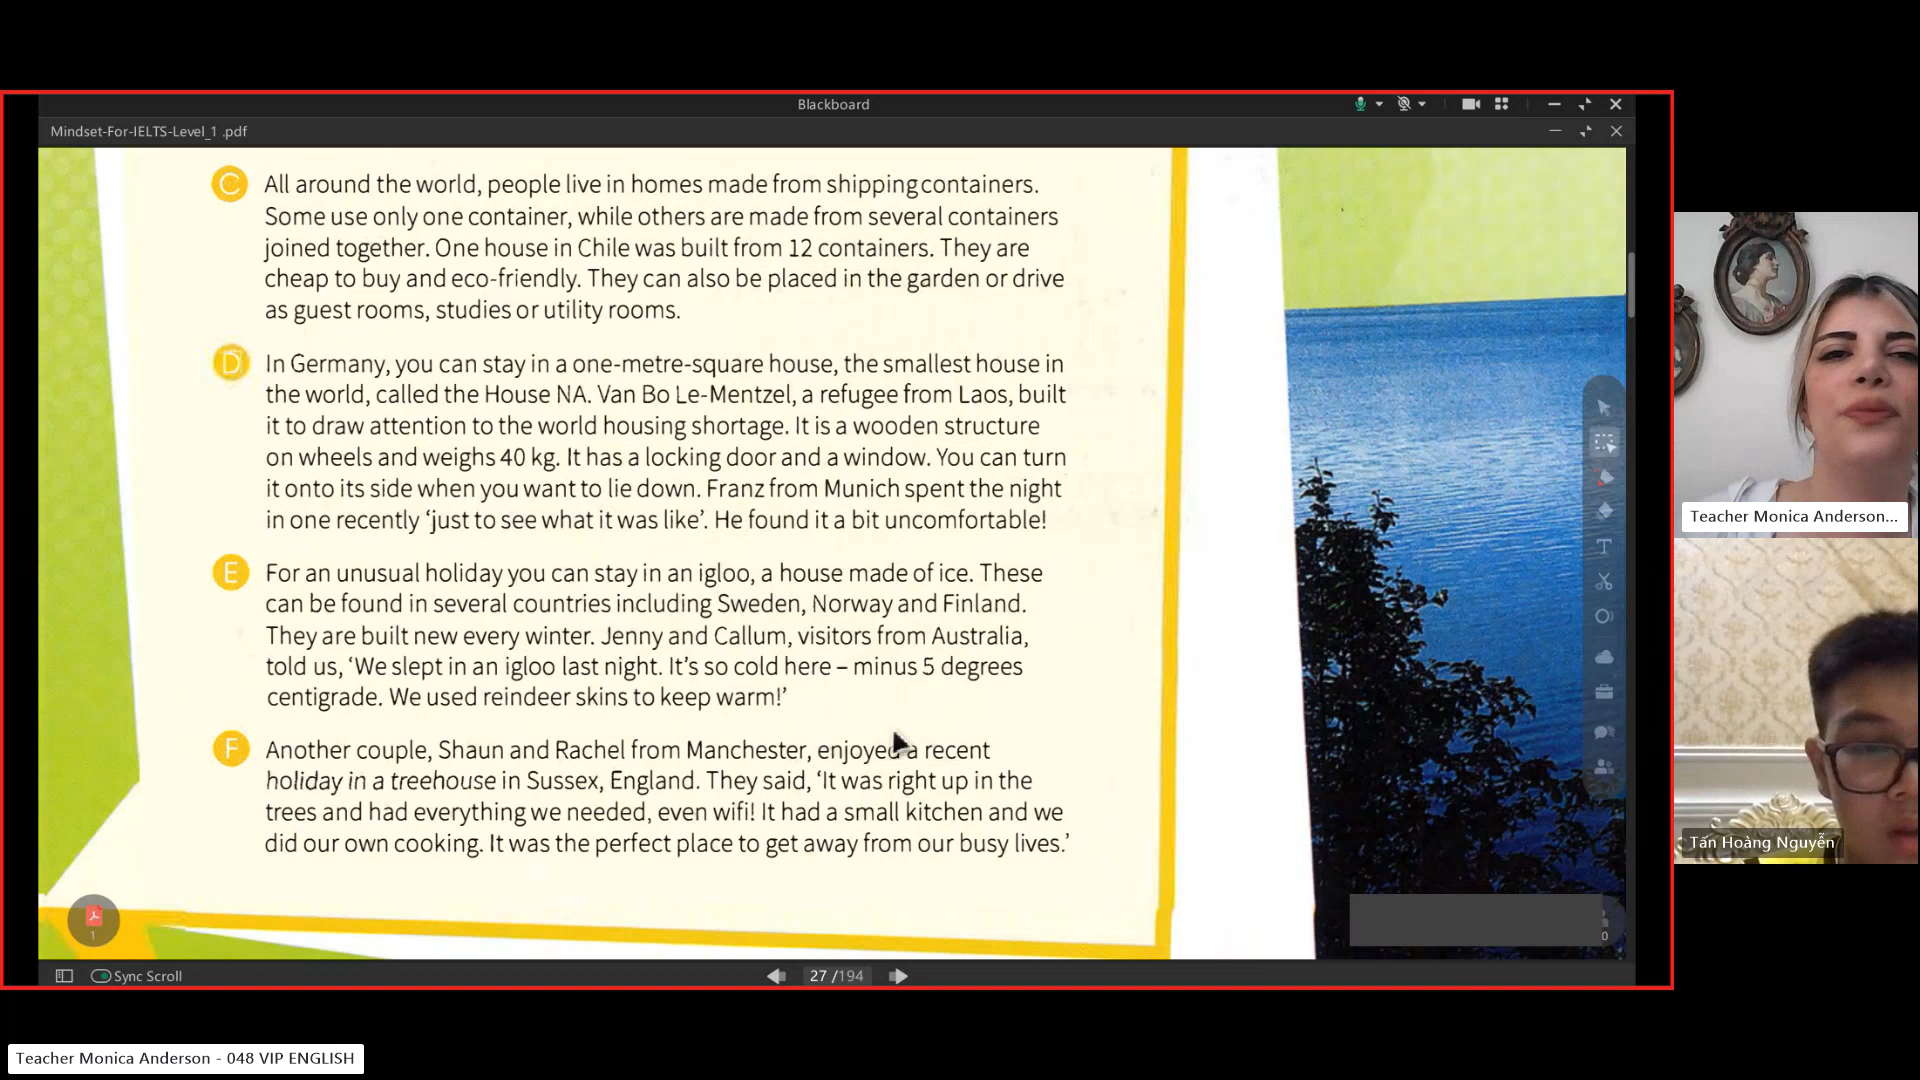 Blackboard
Mindset-For-IELTS-Level_1 .pdf
C
All around the world, people live in homes made from shipping containers.
Some use only one container, while others are made from several containers
joined together. One house in Chile was built from 12 containers. They are
cheap to buy and eco-friendly. They can also be placed in the garden or drive
as guest rooms, studies or utility rooms.
D
In Germany, you can stay in a one-metre-square house, the smallest house in
the world, called the House NA. Van Bo Le-Mentzel, a refugee from Laos, built
it to draw attention to the world housing shortage. It is a wooden structure
on wheels and weighs 40 kg. It has a locking door and a window. You can turn
it onto its side when you want to lie down. Franz from Munich spent the night
in one recently ‘just to see what it was like’. He found it a bit uncomfortable!
E
For an unusual holiday you can stay in an igloo, a house made of ice. These
can be found in several countries including Sweden, Norway and Finland.
They are built new every winter. Jenny and Callum, visitors from Australia,
told us, ‘We slept in an igloo last night. It’s so cold here – minus 5 degrees
centigrade. We used reindeer skins to keep warm!’
F
Another couple, Shaun and Rachel from Manchester, enjoyed a recent
holiday in a treehouse in Sussex, England. They said, ‘It was right up in the
trees and had everything we needed, even wifi! It had a small kitchen and we
did our own cooking. It was the perfect place to get away from our busy lives.’
1
0
Sync Scroll
27 /194
Teacher Monica Anderson...
Tấn Hoàng Nguyễn
Teacher Monica Anderson - 048 VIP ENGLISH